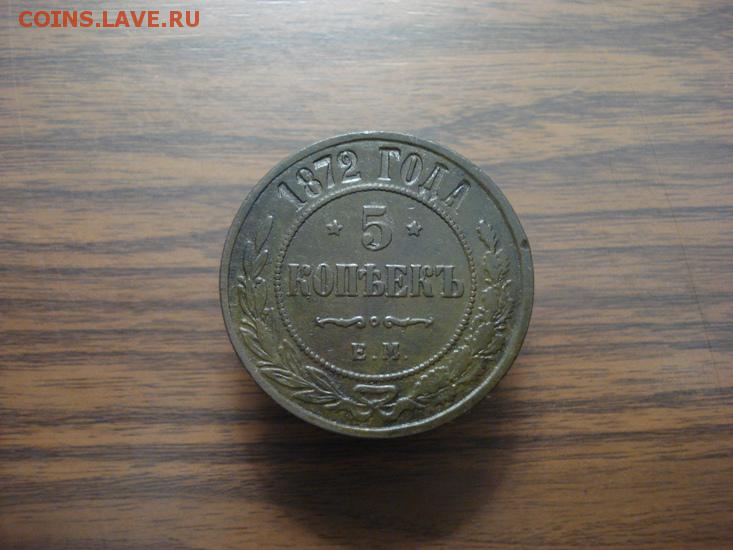 COINS.LAVE.RU
1872 ГОДА
5
КОПѢЕКЪ
Е.М.